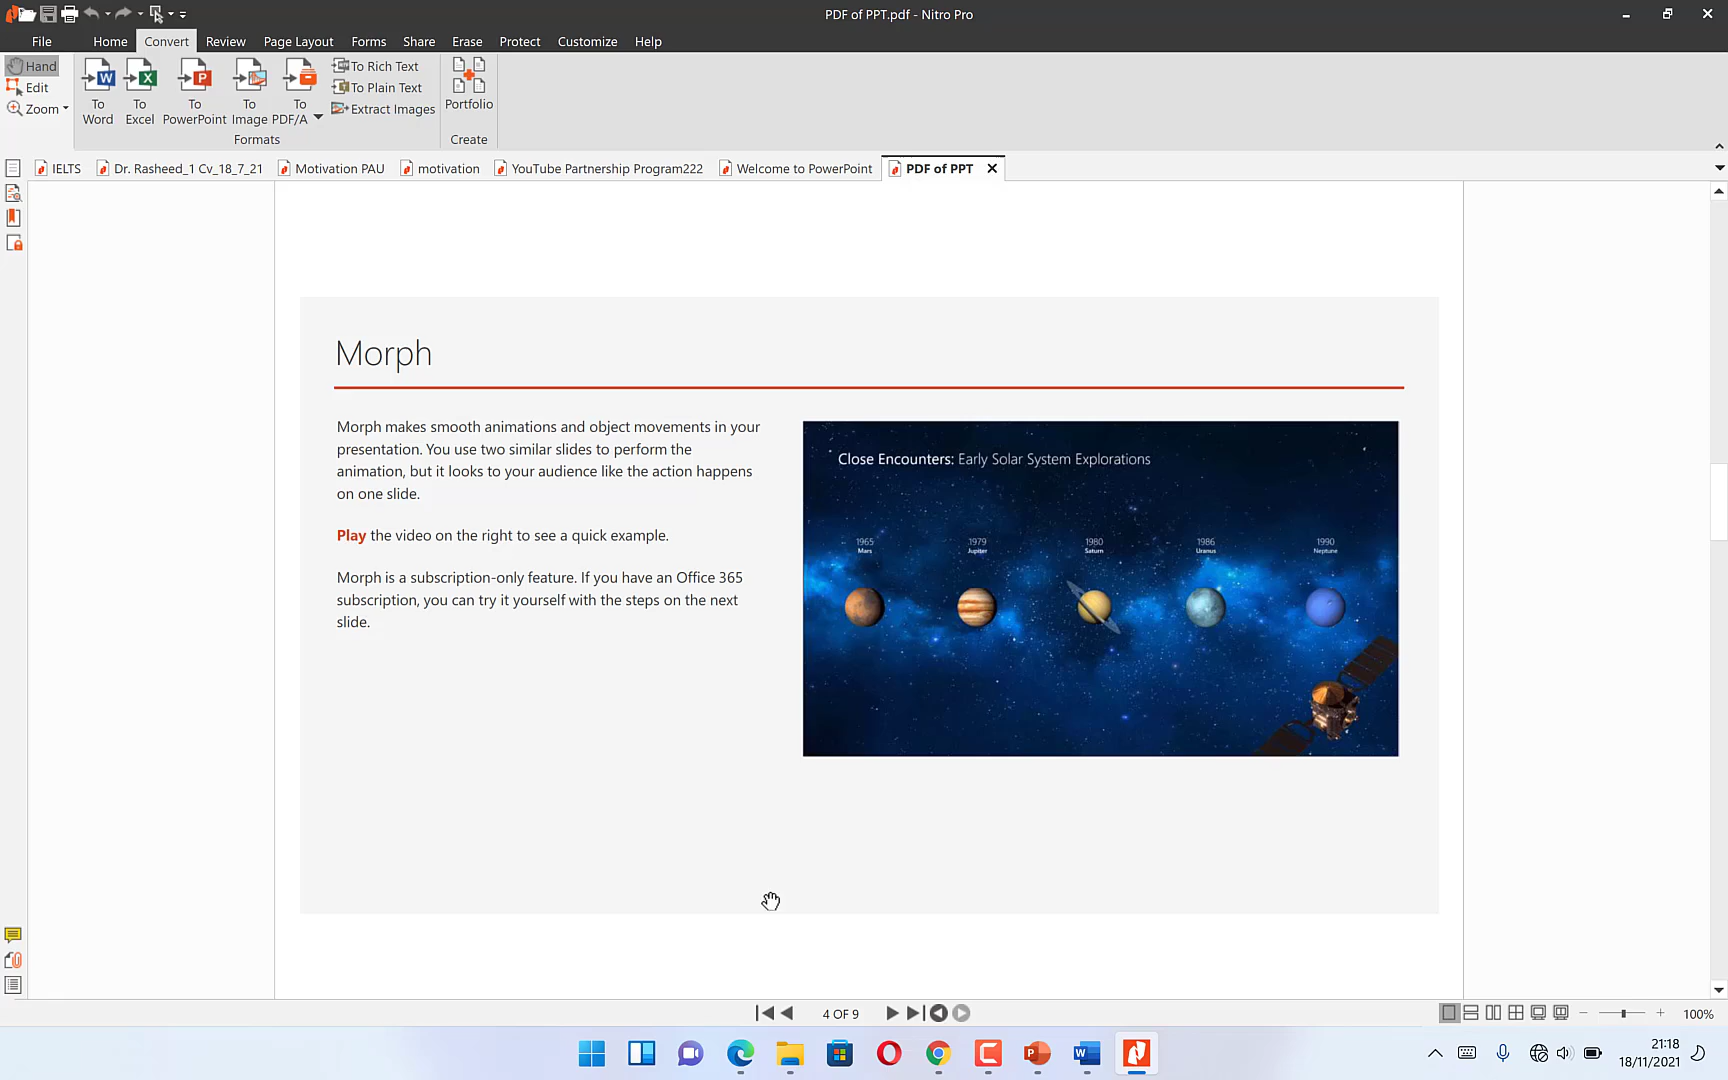 PDF of PPT.pdf - Nitro Pro
File Home Convert Review Page Layout Forms Share Erase Protect Customize Help
Hand
Edit
Zoom
To Word
To Excel
To PowerPoint
To Image
To PDF/A
To Rich Text
To Plain Text
Extract Images
Formats
Portfolio
Create
IELTS Dr. Rasheed_1 Cv_18_7_21 Motivation PAU motivation YouTube Partnership Program222 Welcome to PowerPoint PDF of PPT
Morph
Morph makes smooth animations and object movements in your
presentation. You use two similar slides to perform the
animation, but it looks to your audience like the action happens
on one slide.
Play the video on the right to see a quick example.
Morph is a subscription-only feature. If you have an Office 365
subscription, you can try it yourself with the steps on the next
slide.
Close Encounters: Early Solar System Explorations
1965 1979 1980 1986 1990
Mars Jupiter Saturn Uranus Neptune
4 OF 9
100%
21:18
18/11/2021